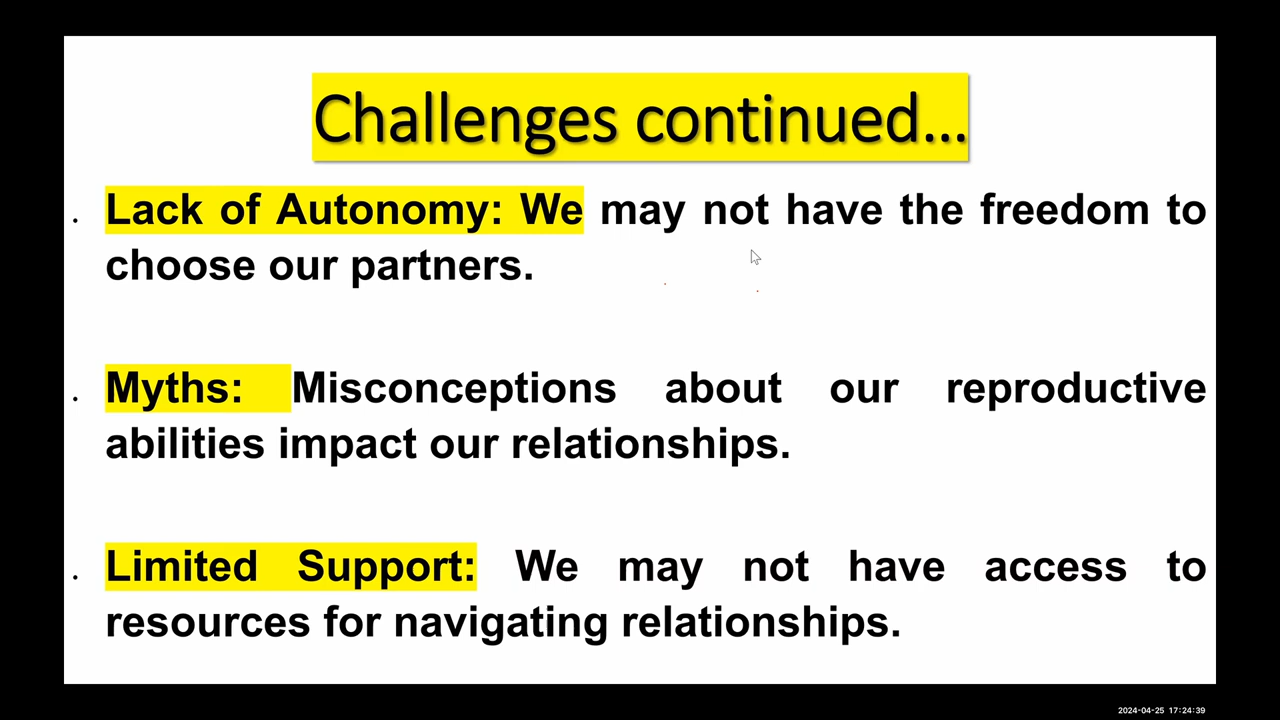 Challenges continued...
. Lack of Autonomy: We may not have the freedom to
choose our partners.
. Myths: Misconceptions about our reproductive
abilities impact our relationships.
. Limited Support: We may not have access to
resources for navigating relationships.
2024-04-25 17:24:39